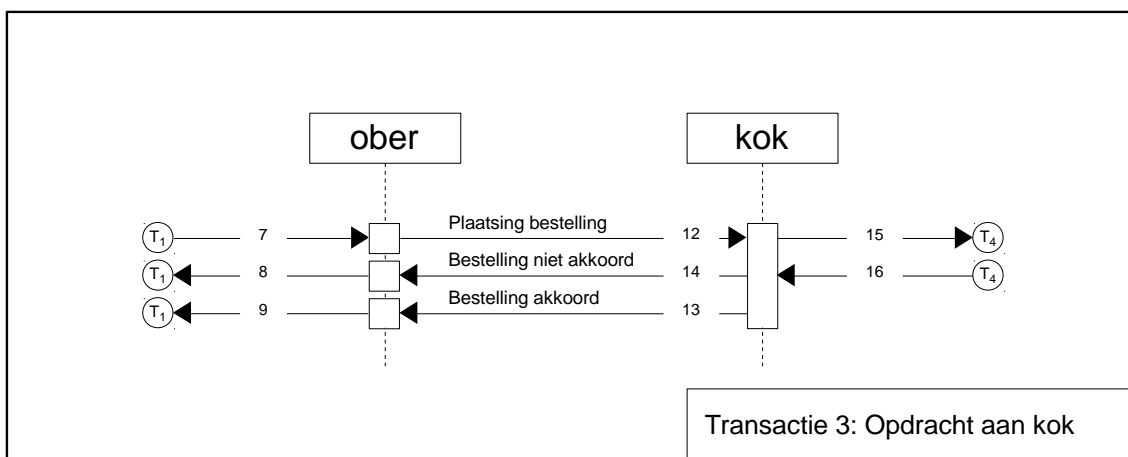 ober kok
T1 7 Plaatsing bestelling 12 15 T4
T1 8 Bestelling niet akkoord 14 16 T4
T1 9 Bestelling akkoord 13
Transactie 3: Opdracht aan kok